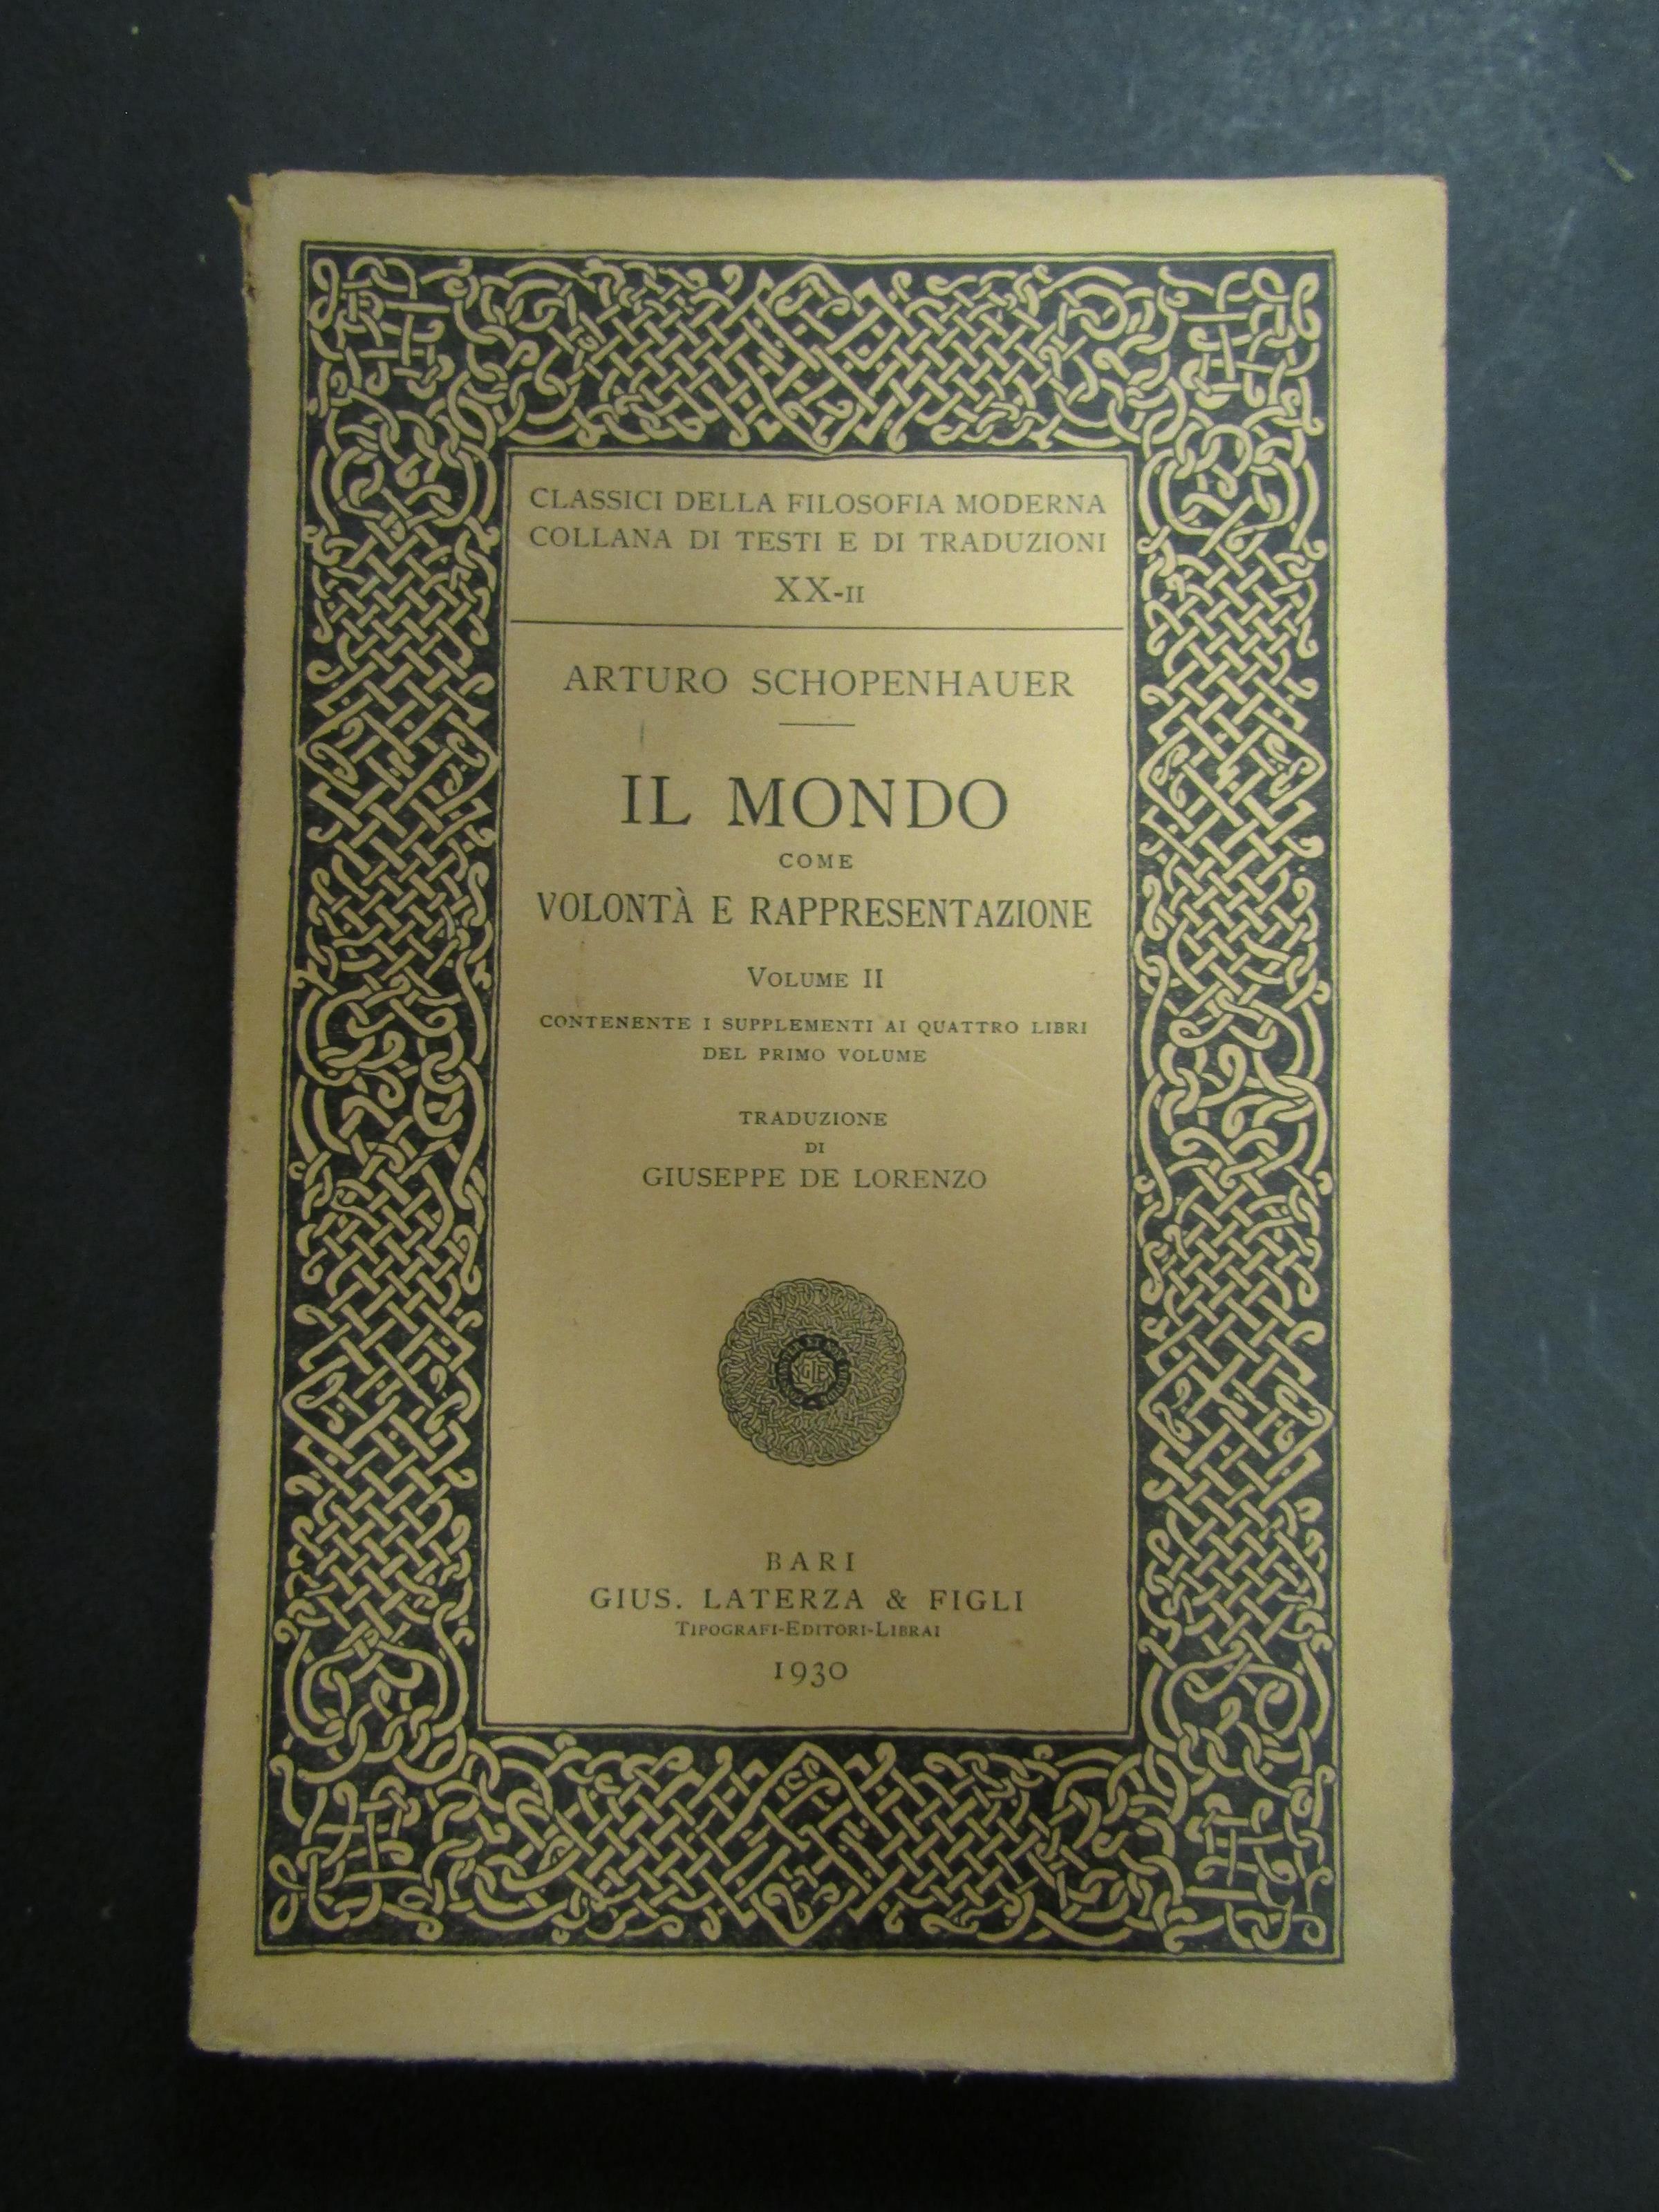 CLASSICI DELLA FILOSOFIA MODERNA
COLLANA DI TESTI E DI TRADUZIONI
XX-II
ARTURO SCHOPENHAUER
IL MONDO
COME
VOLONTÀ E RAPPRESENTAZIONE
VOLUME II
CONTENENTE I SUPPLEMENTI AI QUATTRO LIBRI
DEL PRIMO VOLUME
TRADUZIONE
DI
GIUSEPPE DE LORENZO
BARI
GIUS. LATERZA & FIGLI
TIPOGRAFI-EDITORI-LIBRAI
1930